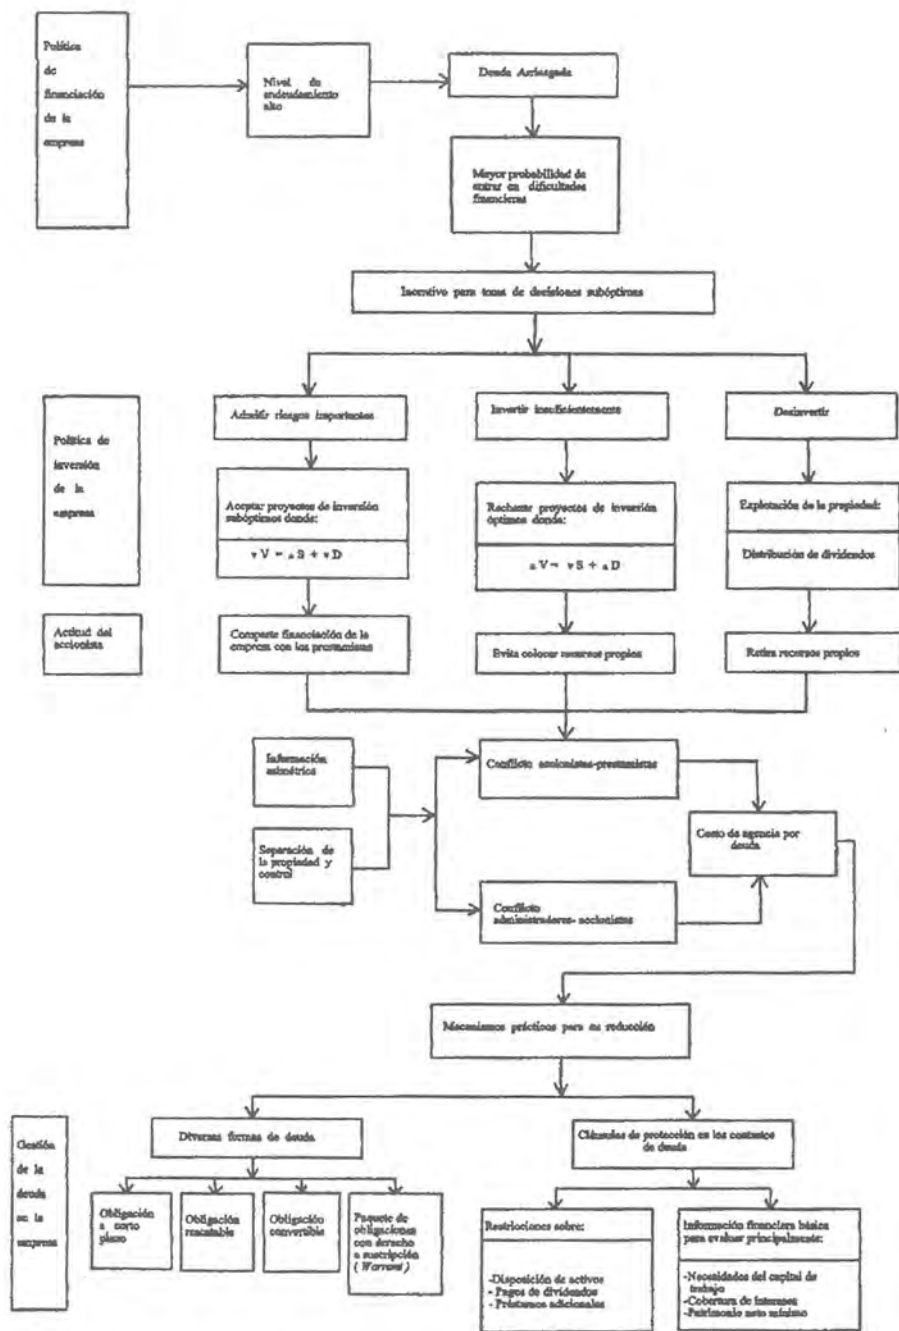 Política
de
financiación
de la
empresa
Nivel de
endeudamiento
alto
Deuda Arriesgada
Mayor probabilidad de
entrar en dificultades
financieras
Incentivo para toma de decisiones subóptimas
Política de
inversión
de la
empresa
Admitir riesgos importantes
Invertir insuficientemente
Desinvertir
Aceptar proyectos de inversión
subóptimos donde:
▾ V = ▴ S + ▾ D
Rechazar proyectos de inversión
óptimos donde:
▴ V = ▾ S + ▴ D
Explotación de la propiedad:
Distribución de dividendos
Actitud del
accionista
Comparte financiación de la
empresa con los prestamistas
Evita colocar recursos propios
Retira recursos propios
Información
asimétrica
Separación de
la propiedad y
control
Conflicto accionistas-prestamistas
Conflicto
administradores- accionistas
Costo de agencia por
deuda
Mecanismos prácticos para su reducción
Gestión
de la
deuda
en la
empresa
Diversas formas de deuda
Cláusulas de protección en los contratos
de deuda
Obligación
a corto
plazo
Obligación
rescatable
Obligación
convertible
Paquete de
obligaciones
con derecho
a suscripción
( Warrant )
Restricciones sobre:
-Disposición de activos
- Pagos de dividendos
- Préstamos adicionales
Información financiera básica
para evaluar principalmente:
-Necesidades del capital de
trabajo
-Cobertura de intereses
-Patrimonio neto mínimo